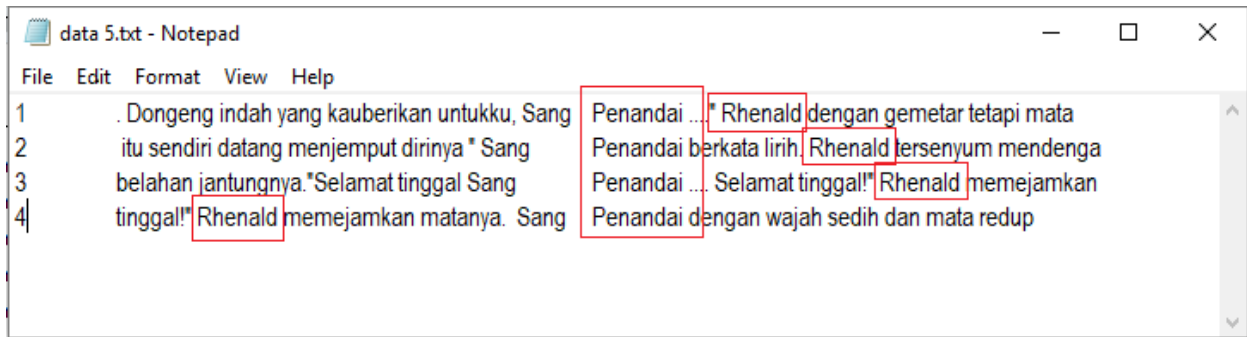 data 5.txt - Notepad
File Edit Format View Help
1 . Dongeng indah yang kauberikan untukku, Sang Penandai ...." Rhenald dengan gemetar tetapi mata
2 itu sendiri datang menjemput dirinya " Sang Penandai berkata lirih. Rhenald tersenyum mendenga
3 belahan jantungnya."Selamat tinggal Sang Penandai .... Selamat tinggal!" Rhenald memejamkan
4 tinggal!" Rhenald memejamkan matanya. Sang Penandai dengan wajah sedih dan mata redup